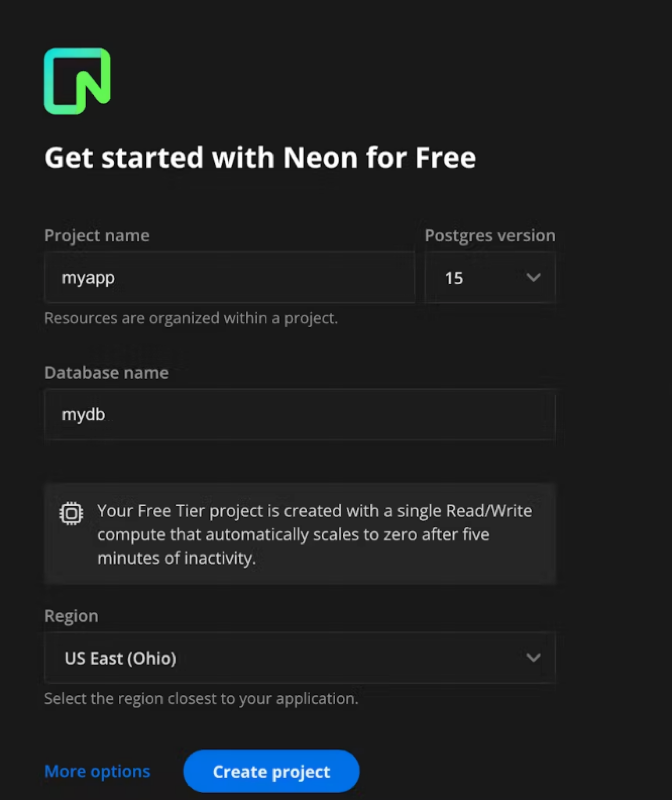 Get started with Neon for Free
Project name
Postgres version
myapp
15
Resources are organized within a project.
Database name
mydb
Your Free Tier project is created with a single Read/Write
compute that automatically scales to zero after five
minutes of inactivity.
Region
US East (Ohio)
Select the region closest to your application.
More options
Create project